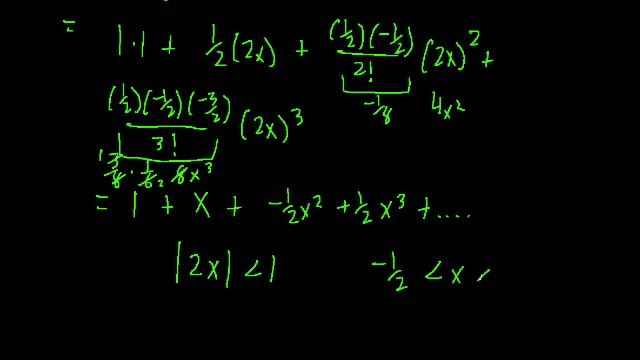 = 1·1 + 1/2 (2x) + (1/2)(-1/2)/2! (2x)² +
-1/8 4x²
(1/2)(-1/2)(-3/2)/3! (2x)³
= 1 + x + -1/2x² + 1/2x³ + ....
|2x| < 1 -1/2 < x <